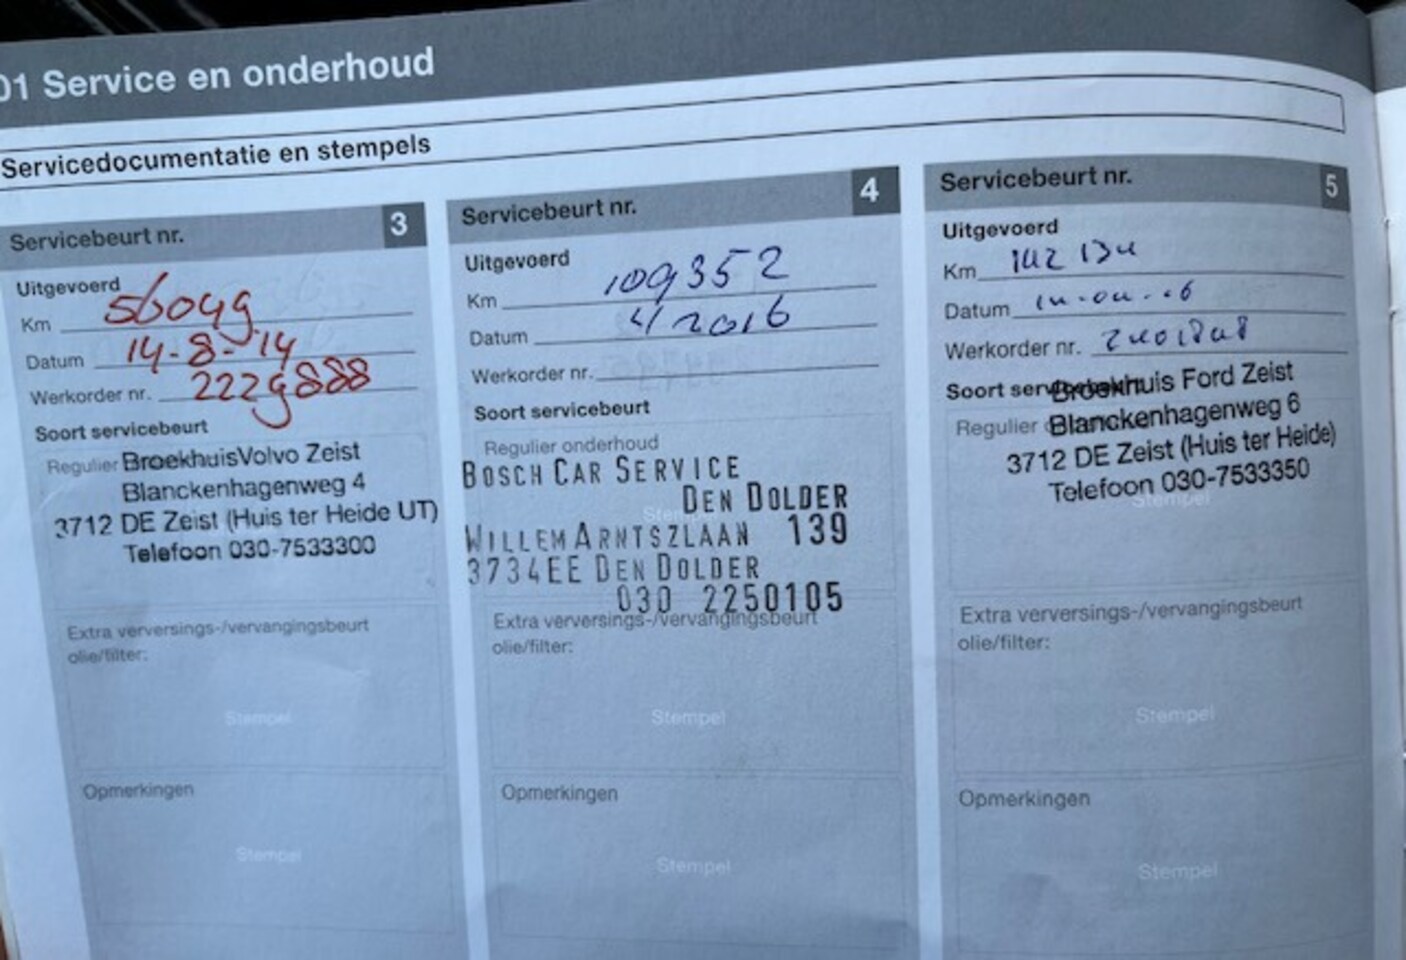 01 Service en onderhoud
Servicedocumentatie en stempels
Servicebeurt nr. 3
Uitgevoerd
Km 56049
Datum 14-8-'14
Werkorder nr. 2229888
Soort servicebeurt
Regulier
BroekhuisVolvo Zeist
Blanckenhagenweg 4
3712 DE Zeist (Huis ter Heide UT)
Telefoon 030-7533300
Extra verversings-/vervangingsbeurt
olie/filter:
Stempel
Opmerkingen
Stempel
Servicebeurt nr. 4
Uitgevoerd
Km 109352
Datum 4/2016
Werkorder nr.
Soort servicebeurt
Regulier onderhoud
BOSCH CAR SERVICE
DEN DOLDER
WILLEM ARNTSZLAAN 139
3734EE DEN DOLDER
030 2250105
Extra verversings-/vervangingsbeurt
olie/filter:
Stempel
Opmerkingen
Stempel
Servicebeurt nr. 5
Uitgevoerd
Km
Datum
Werkorder nr.
Soort servicebeurt
Regulier
Broekhuis Ford Zeist
Blanckenhagenweg 6
3712 DE Zeist (Huis ter Heide)
Telefoon 030-7533350
Stempel
Extra verversings-/vervangingsbeurt
olie/filter:
Stempel
Opmerkingen
Stempel